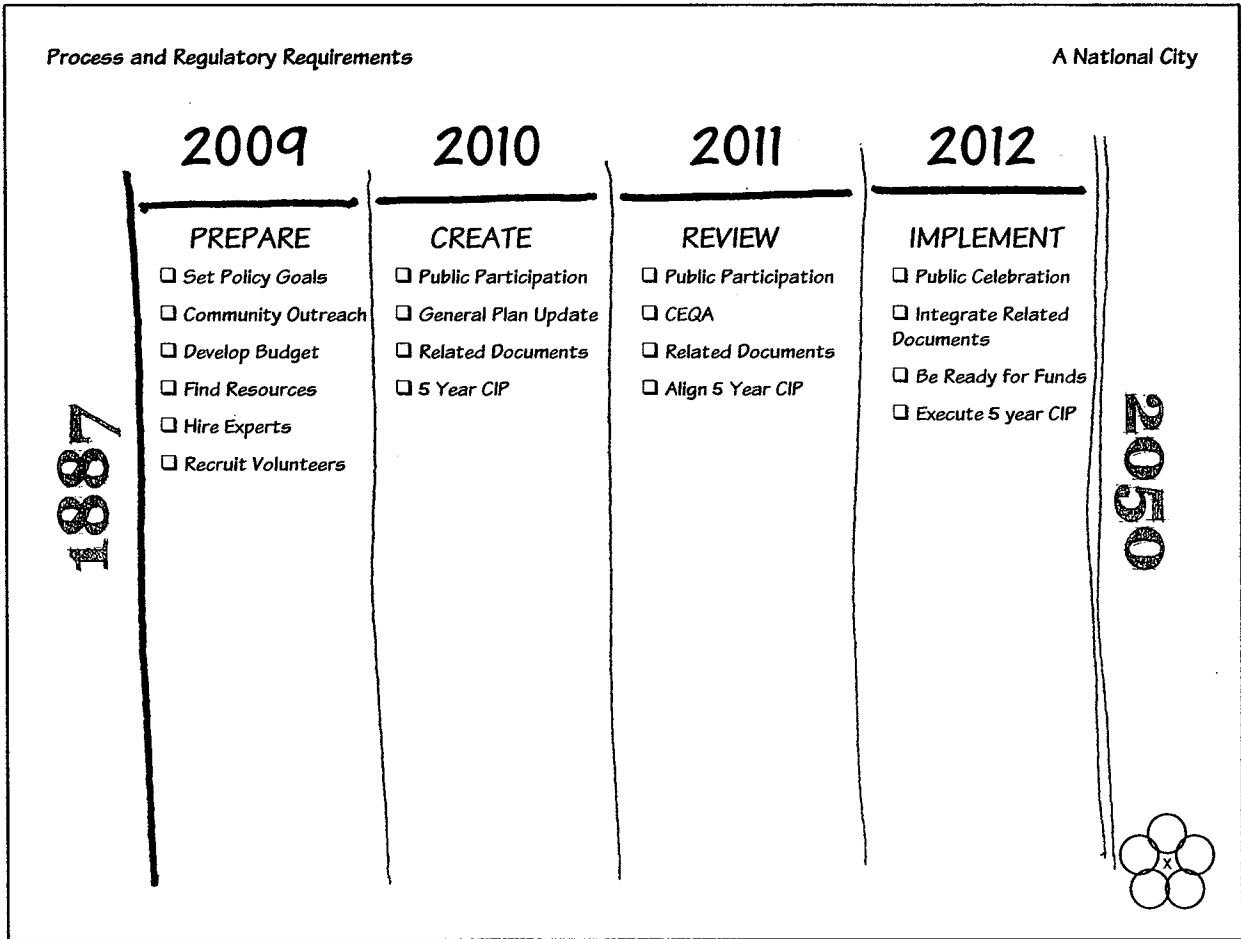 Process and Regulatory Requirements
A National City
1887
2009
PREPARE
❑ Set Policy Goals
❑ Community Outreach
❑ Develop Budget
❑ Find Resources
❑ Hire Experts
❑ Recruit Volunteers
2010
CREATE
❑ Public Participation
❑ General Plan Update
❑ Related Documents
❑ 5 Year CIP
2011
REVIEW
❑ Public Participation
❑ CEQA
❑ Related Documents
❑ Align 5 Year CIP
2012
IMPLEMENT
❑ Public Celebration
❑ Integrate Related
Documents
❑ Be Ready for Funds
❑ Execute 5 year CIP
2050
X